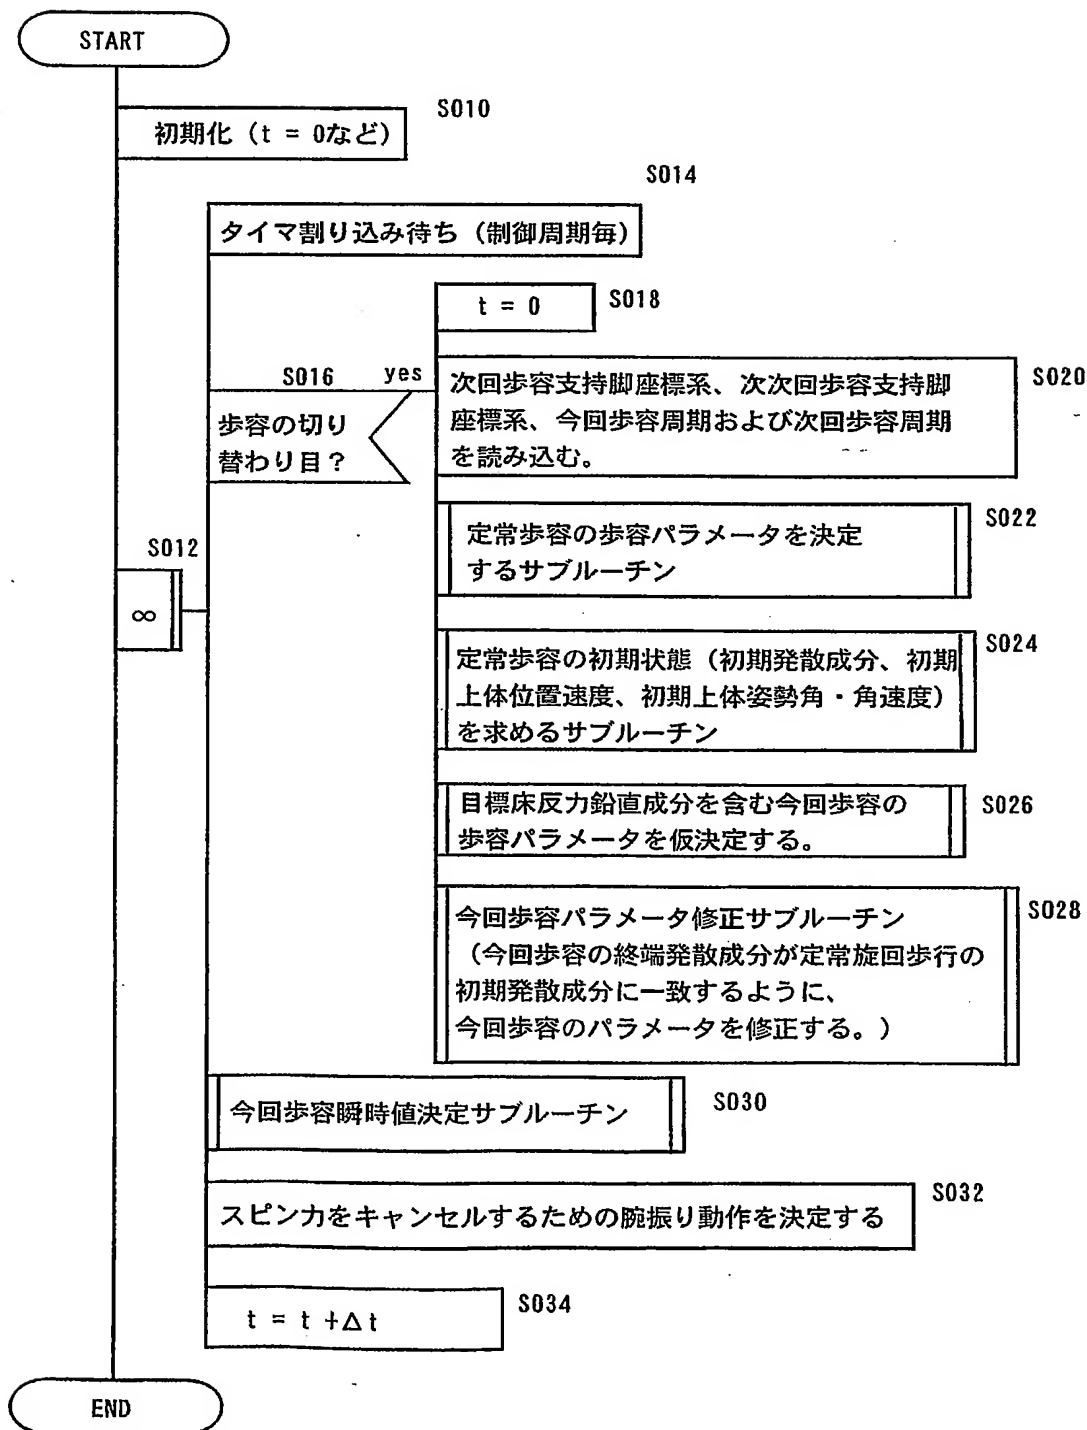 START
S010
初期化（t = 0など）
S014
タイマ割り込み待ち（制御周期毎）
t = 0
S018
S016
yes
歩容の切り
替わり目？
次回歩容支持脚座標系、次次回歩容支持脚
座標系、今回歩容周期および次回歩容周期
を読み込む。
S020
定常歩容の歩容パラメータを決定
するサブルーチン
S022
S012
∞
定常歩容の初期状態（初期発散成分、初期
上体位置速度、初期上体姿勢角・角速度）
を求めるサブルーチン
S024
目標床反力鉛直成分を含む今回歩容の
歩容パラメータを仮決定する。
S026
今回歩容パラメータ修正サブルーチン
（今回歩容の終端発散成分が定常旋回歩行の
初期発散成分に一致するように、
今回歩容のパラメータを修正する。）
S028
今回歩容瞬時値決定サブルーチン
S030
スピン力をキャンセルするための腕振り動作を決定する
S032
t = t +Δt
S034
END